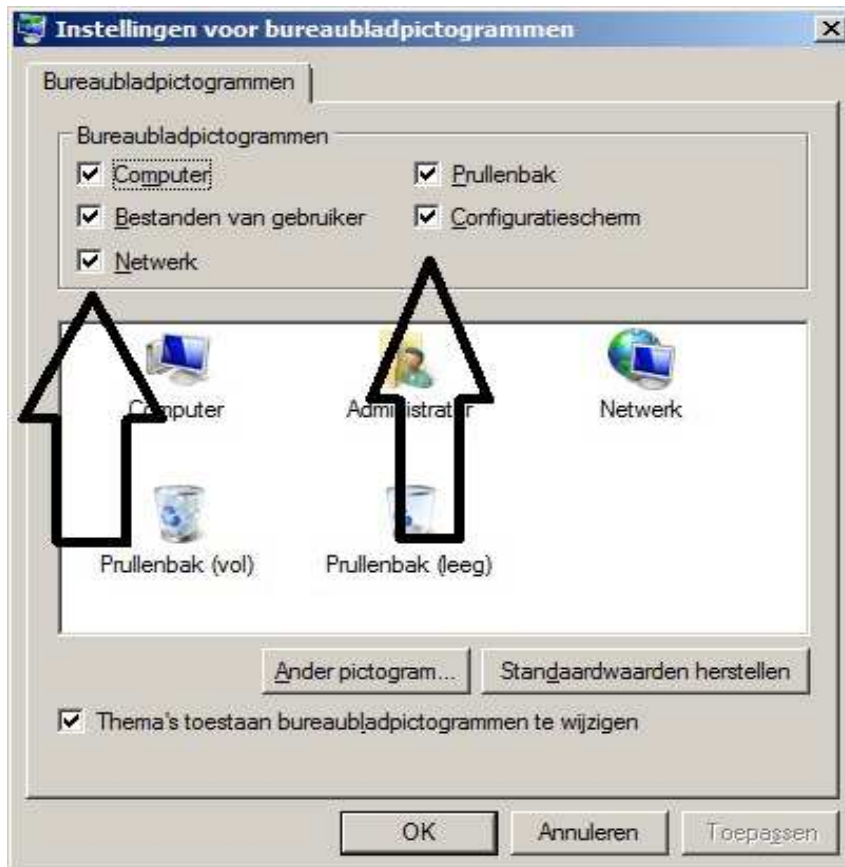 Instellingen voor bureaubladpictogrammen
Bureaubladpictogrammen
Bureaubladpictogrammen
Computer Prullenbak
Bestanden van gebruiker Configuratiescherm
Netwerk
Computer Administrator Netwerk
Prullenbak (vol) Prullenbak (leeg)
Ander pictogram... Standaardwaarden herstellen
Thema's toestaan bureaubladpictogrammen te wijzigen
OK Annuleren Toepassen